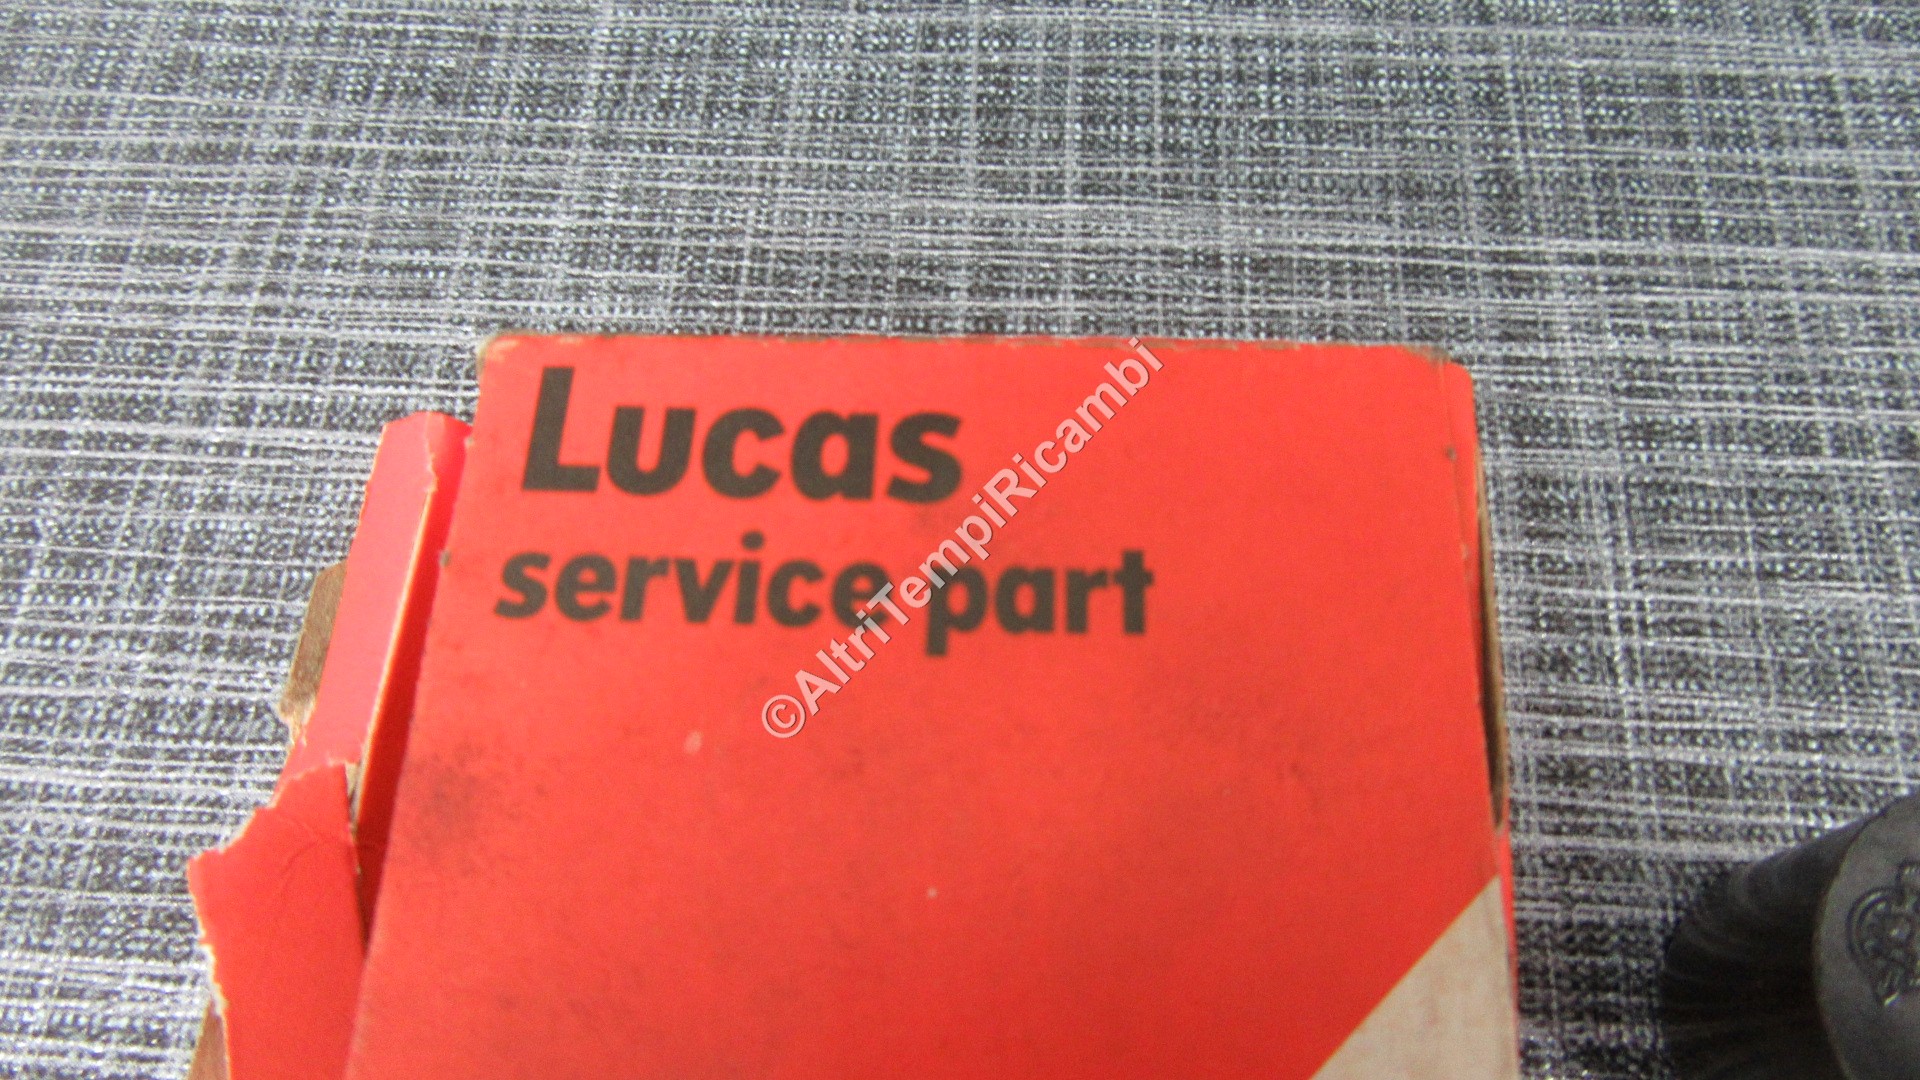 Lucas
service part
©AltriTempiRicambi